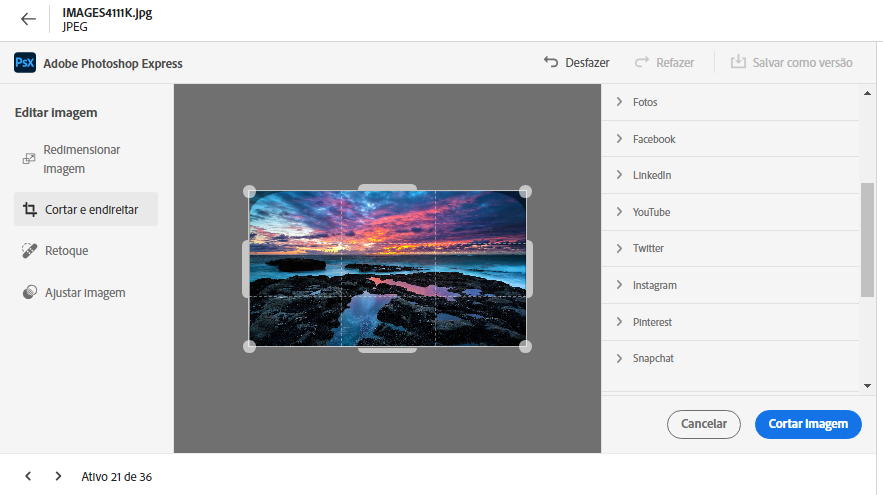 IMAGES4111K.jpg
JPEG
PsX
Adobe Photoshop Express
Desfazer
Refazer
Salvar como versão
Editar imagem
Redimensionar
imagem
Cortar e endireitar
Retoque
Ajustar imagem
Fotos
Facebook
LinkedIn
YouTube
Twitter
Instagram
Pinterest
Snapchat
Cancelar
Cortar imagem
Ativo 21 de 36